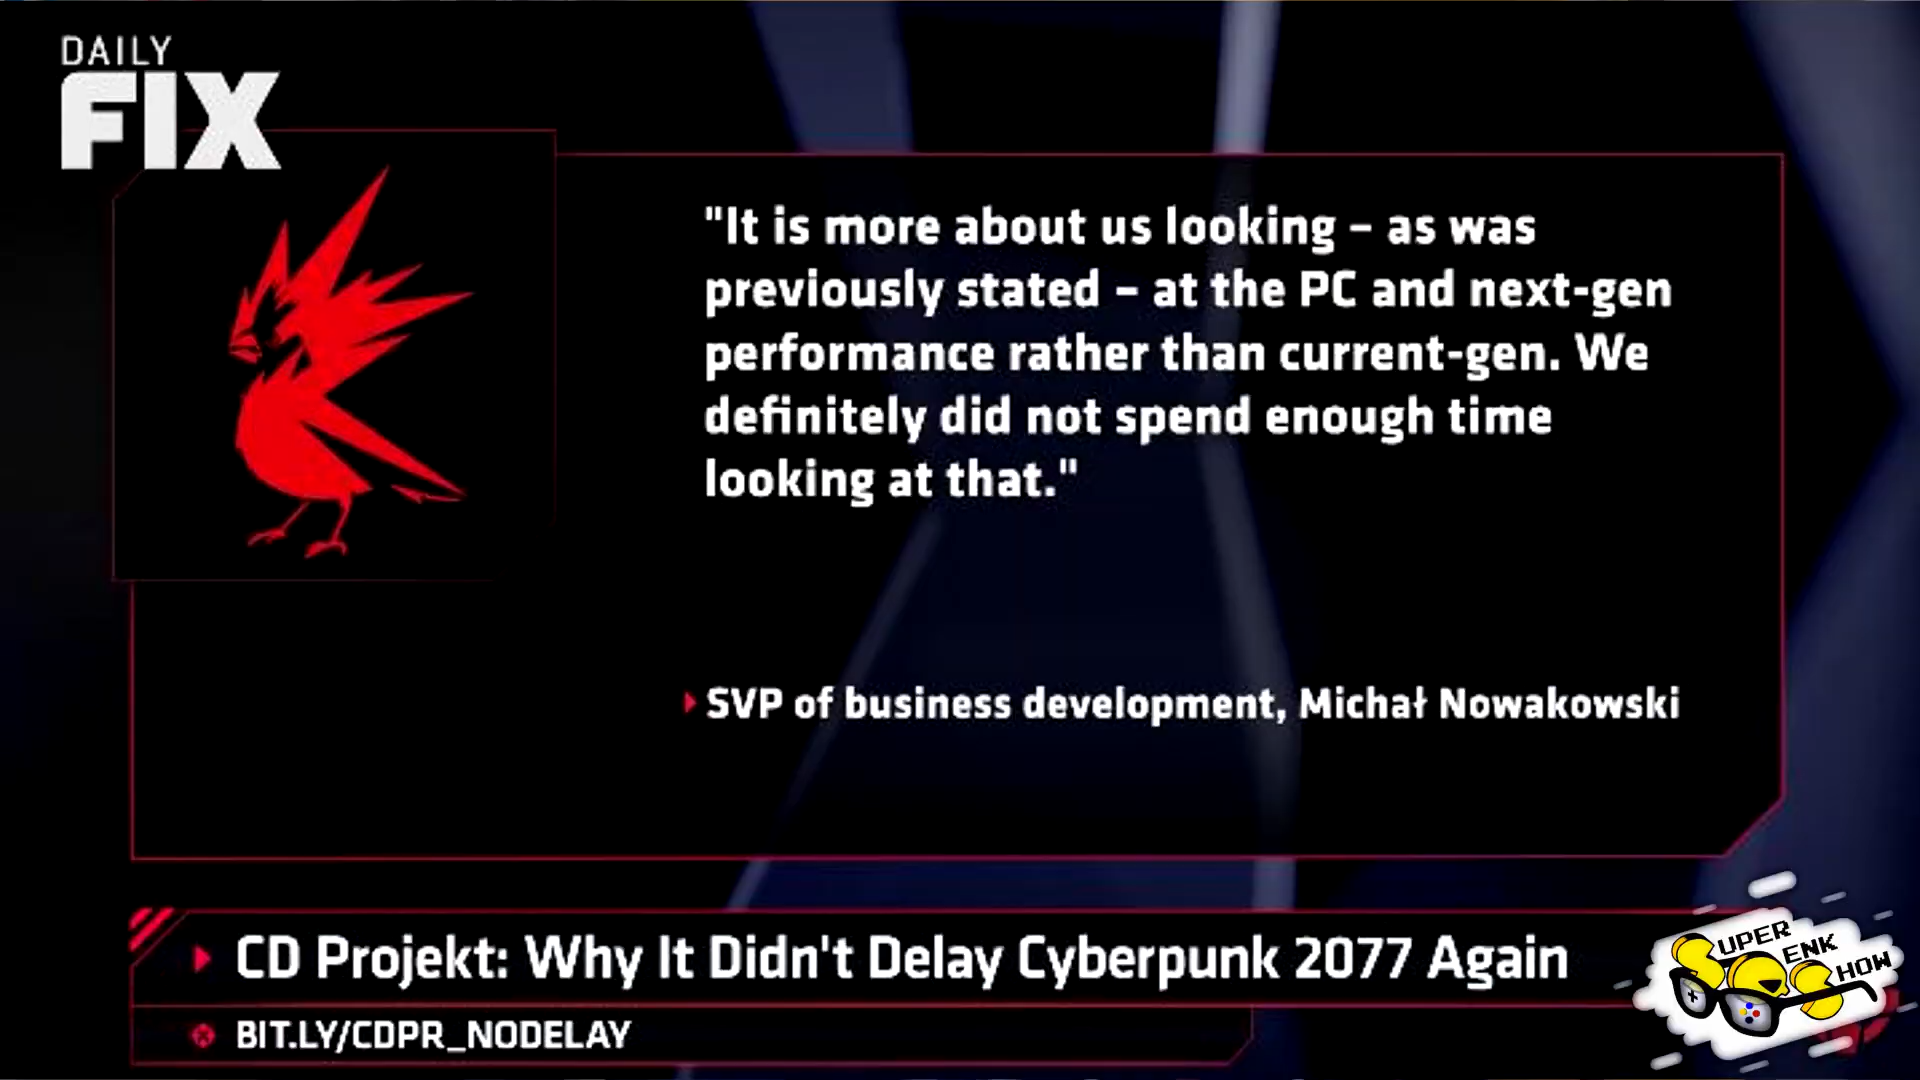 DAILY
FIX
"It is more about us looking – as was
previously stated – at the PC and next-gen
performance rather than current-gen. We
definitely did not spend enough time
looking at that."
SVP of business development, Michał Nowakowski
CD Projekt: Why It Didn't Delay Cyberpunk 2077 Again
BIT.LY/CDPR_NODELAY
SUPER
ENK
SHOW